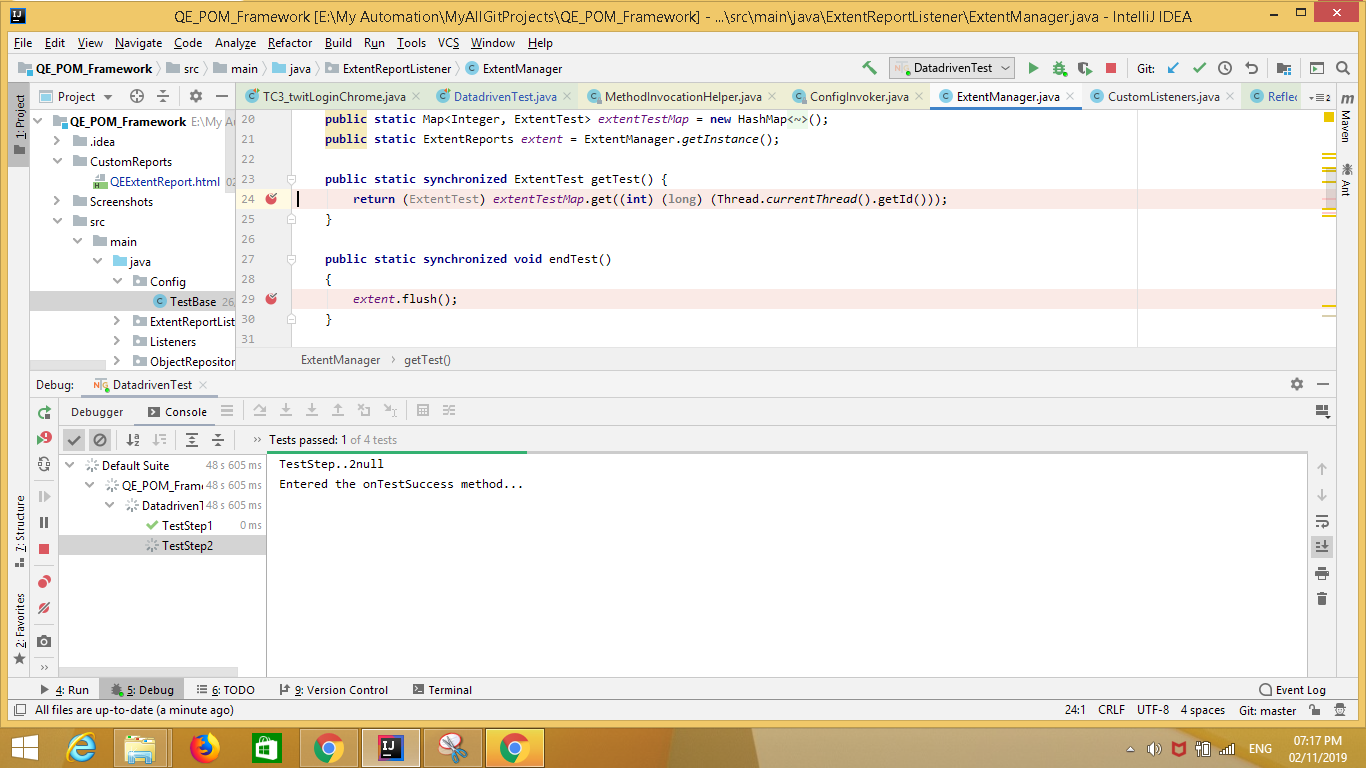 QE_POM_Framework [E:\My Automation\MyAllGitProjects\QE_POM_Framework] - ...\src\main\java\ExtentReportListener\ExtentManager.java - IntelliJ IDEA
File Edit View Navigate Code Analyze Refactor Build Run Tools VCS Window Help
QE_POM_Framework src main java ExtentReportListener ExtentManager DatadrivenTest Git:
Project TC3_twitLoginChrome.java DatadrivenTest.java MethodInvocationHelper.java ConfigInvoker.java ExtentManager.java CustomListeners.java Reflec 2
1: Project
Maven
Ant
7: Structure
2: Favorites
QE_POM_Framework E:\My A
.idea
CustomReports
QEExtentReport.html 02
Screenshots
src
main
java
Config
TestBase 26
ExtentReportList
Listeners
ObjectRepositor
20 public static Map<Integer, ExtentTest> extentTestMap = new HashMap<~>();
21 public static ExtentReports extent = ExtentManager.getInstance();
22
23 public static synchronized ExtentTest getTest() {
24 return (ExtentTest) extentTestMap.get((int) (long) (Thread.currentThread().getId()));
25 }
26
27 public static synchronized void endTest()
28 {
29 extent.flush();
30 }
31
ExtentManager getTest()
Debug: DatadrivenTest
Debugger Console
Tests passed: 1 of 4 tests
Default Suite 48 s 605 ms
QE_POM_Fram 48 s 605 ms
DatadrivenT 48 s 605 ms
TestStep1 0 ms
TestStep2
TestStep..2null
Entered the onTestSuccess method...
4: Run 5: Debug 6: TODO 9: Version Control Terminal Event Log
All files are up-to-date (a minute ago) 24:1 CRLF UTF-8 4 spaces Git: master
ENG
07:17 PM
02/11/2019